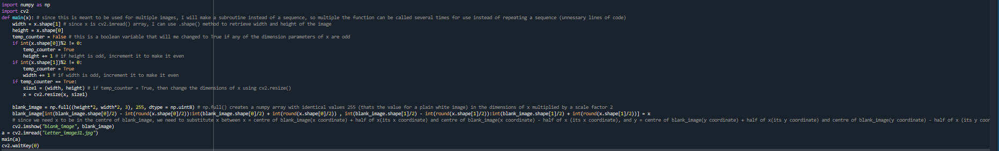 import numpy as np
import cv2
def main(x): # since this is meant to be used for multiple images, I will make a subroutine instead of a sequence, so multiple the function can be called several times for use instead of repeating a sequence (unnessary lines of code)
width = x.shape[1] # since x is cv2.imread() array, I can use .shape() method to retrieve width and height of the image
height = x.shape[0]
temp_counter = False # this is a boolean variable that will me changed to True if any of the dimension parameters of x are odd
if int(x.shape[0])%2 != 0:
temp_counter = True
height += 1 # if height is odd, increment it to make it even
if int(x.shape[1])%2 != 0:
temp_counter = True
width += 1 # if width is odd, increment it to make it even
if temp_counter == True:
size1 = (width, height) # if temp_counter = True, then change the dimensions of x using cv2.resize()
x = cv2.resize(x, size1)
blank_image = np.full((height*2, width*2, 3), 255, dtype = np.uint8) # np.full() creates a numpy array with identical values 255 (thats the value for a plain white image) in the dimensions of x multiplied by a scale factor 2
blank_image[int(blank_image.shape[0]/2) - int(round(x.shape[0]/2)):int(blank_image.shape[0]/2) + int(round(x.shape[0]/2)) , int(blank_image.shape[1]/2) - int(round(x.shape[1]/2)):int(blank_image.shape[1]/2) + int(round(x.shape[1]/2))] = x
# since we need x to be in the centre of blank_image, we need to substitute x between x = centre of blank_image(x coordinate) + half of x(its x coordinate) and centre of blank_image(x coordinate) - half of x (its x coordinate), and y = centre of blank_image(y coordinate) + half of x(its y coordinate) and centre of blank_image(y coordinate) - half of x (its y coor
cv2.imshow("blank_image", blank_image)
a = cv2.imread("Letter_image31.jpg")
main(a)
cv2.waitKey(0)